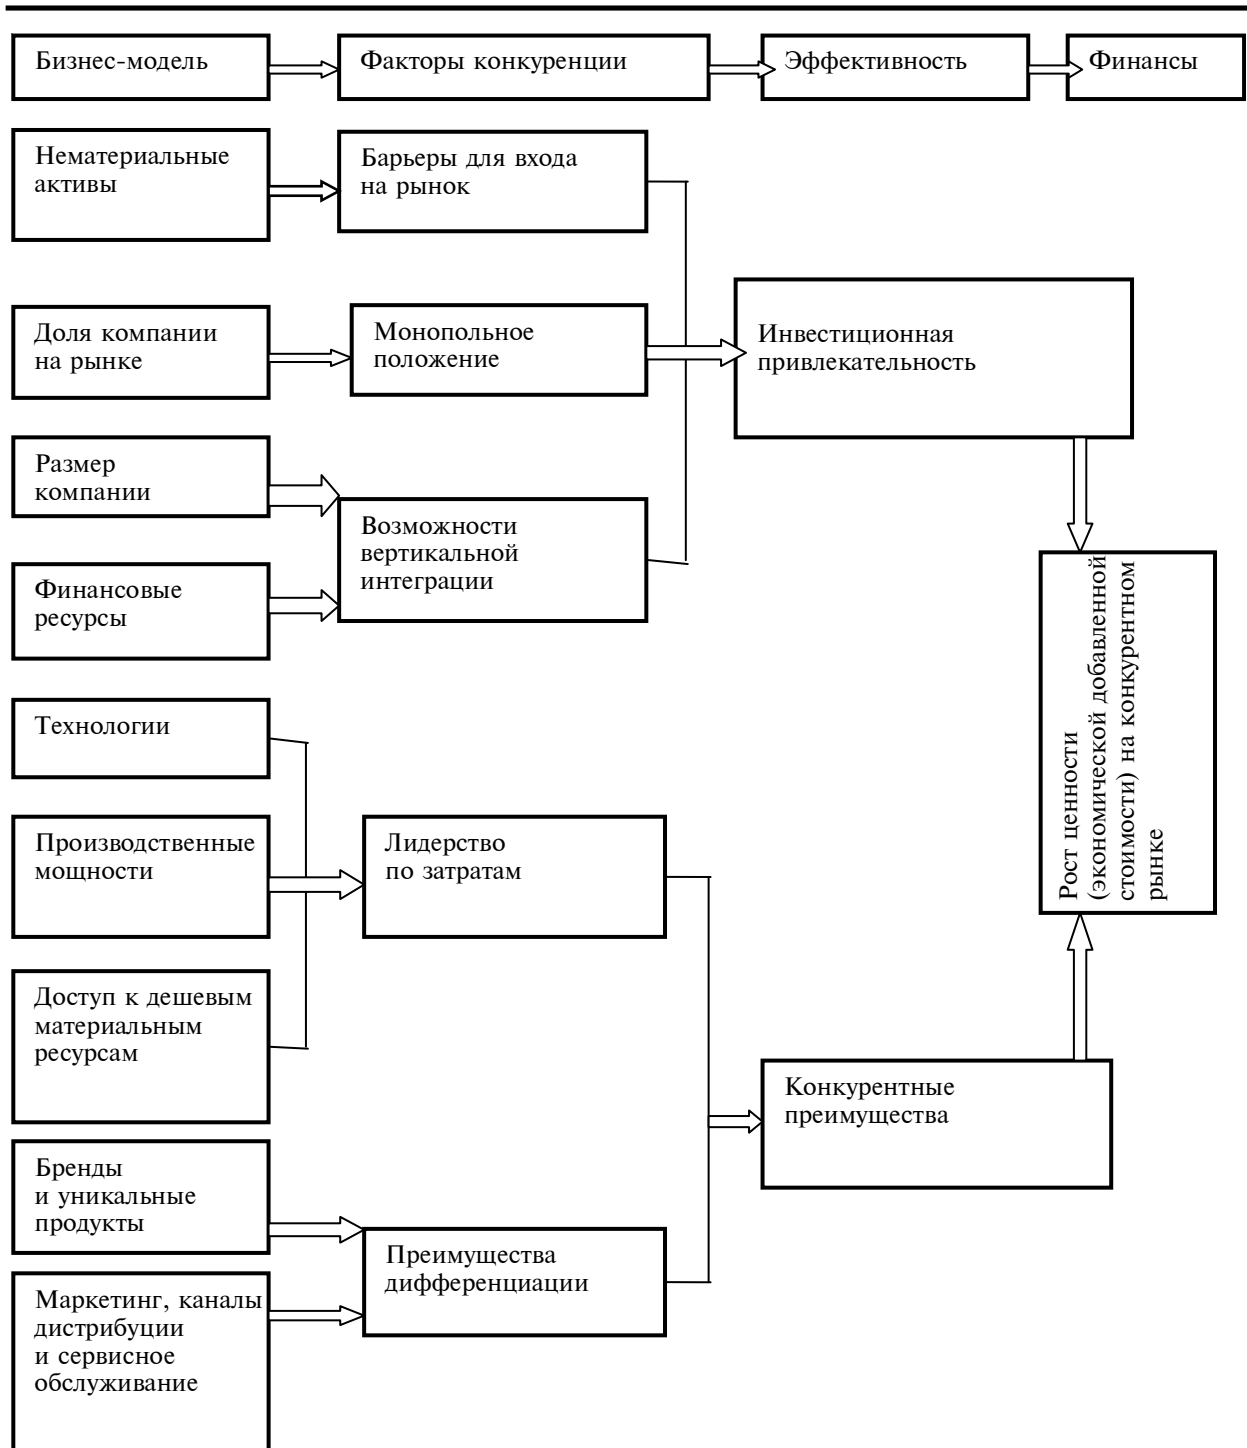 Бизнес-модель
Факторы конкуренции
Эффективность
Финансы
Нематериальные
активы
Барьеры для входа
на рынок
Доля компании
на рынке
Монопольное
положение
Инвестиционная
привлекательность
Размер
компании
Возможности
вертикальной
интеграции
Финансовые
ресурсы
Рост ценности
(экономической добавленной
стоимости) на конкурентном
рынке
Технологии
Производственные
мощности
Лидерство
по затратам
Доступ к дешевым
материальным
ресурсам
Конкурентные
преимущества
Бренды
и уникальные
продукты
Преимущества
дифференциации
Маркетинг, каналы
дистрибуции
и сервисное
обслуживание